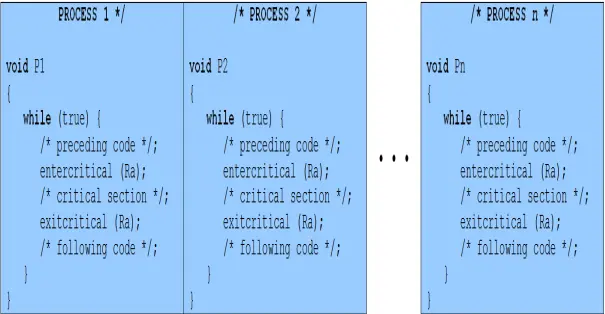 PROCESS 1 */
void P1
{
while (true) {
/* preceding code */;
entercritical (Ra);
/* critical section */;
exitcritical (Ra);
/* following code */;
}
}
/* PROCESS 2 */
void P2
{
while (true) {
/* preceding code */;
entercritical (Ra);
/* critical section */;
exitcritical (Ra);
/* following code */;
}
}
• • •
/* PROCESS n */
void Pn
{
while (true) {
/* preceding code */;
entercritical (Ra);
/* critical section */;
exitcritical (Ra);
/* following code */;
}
}